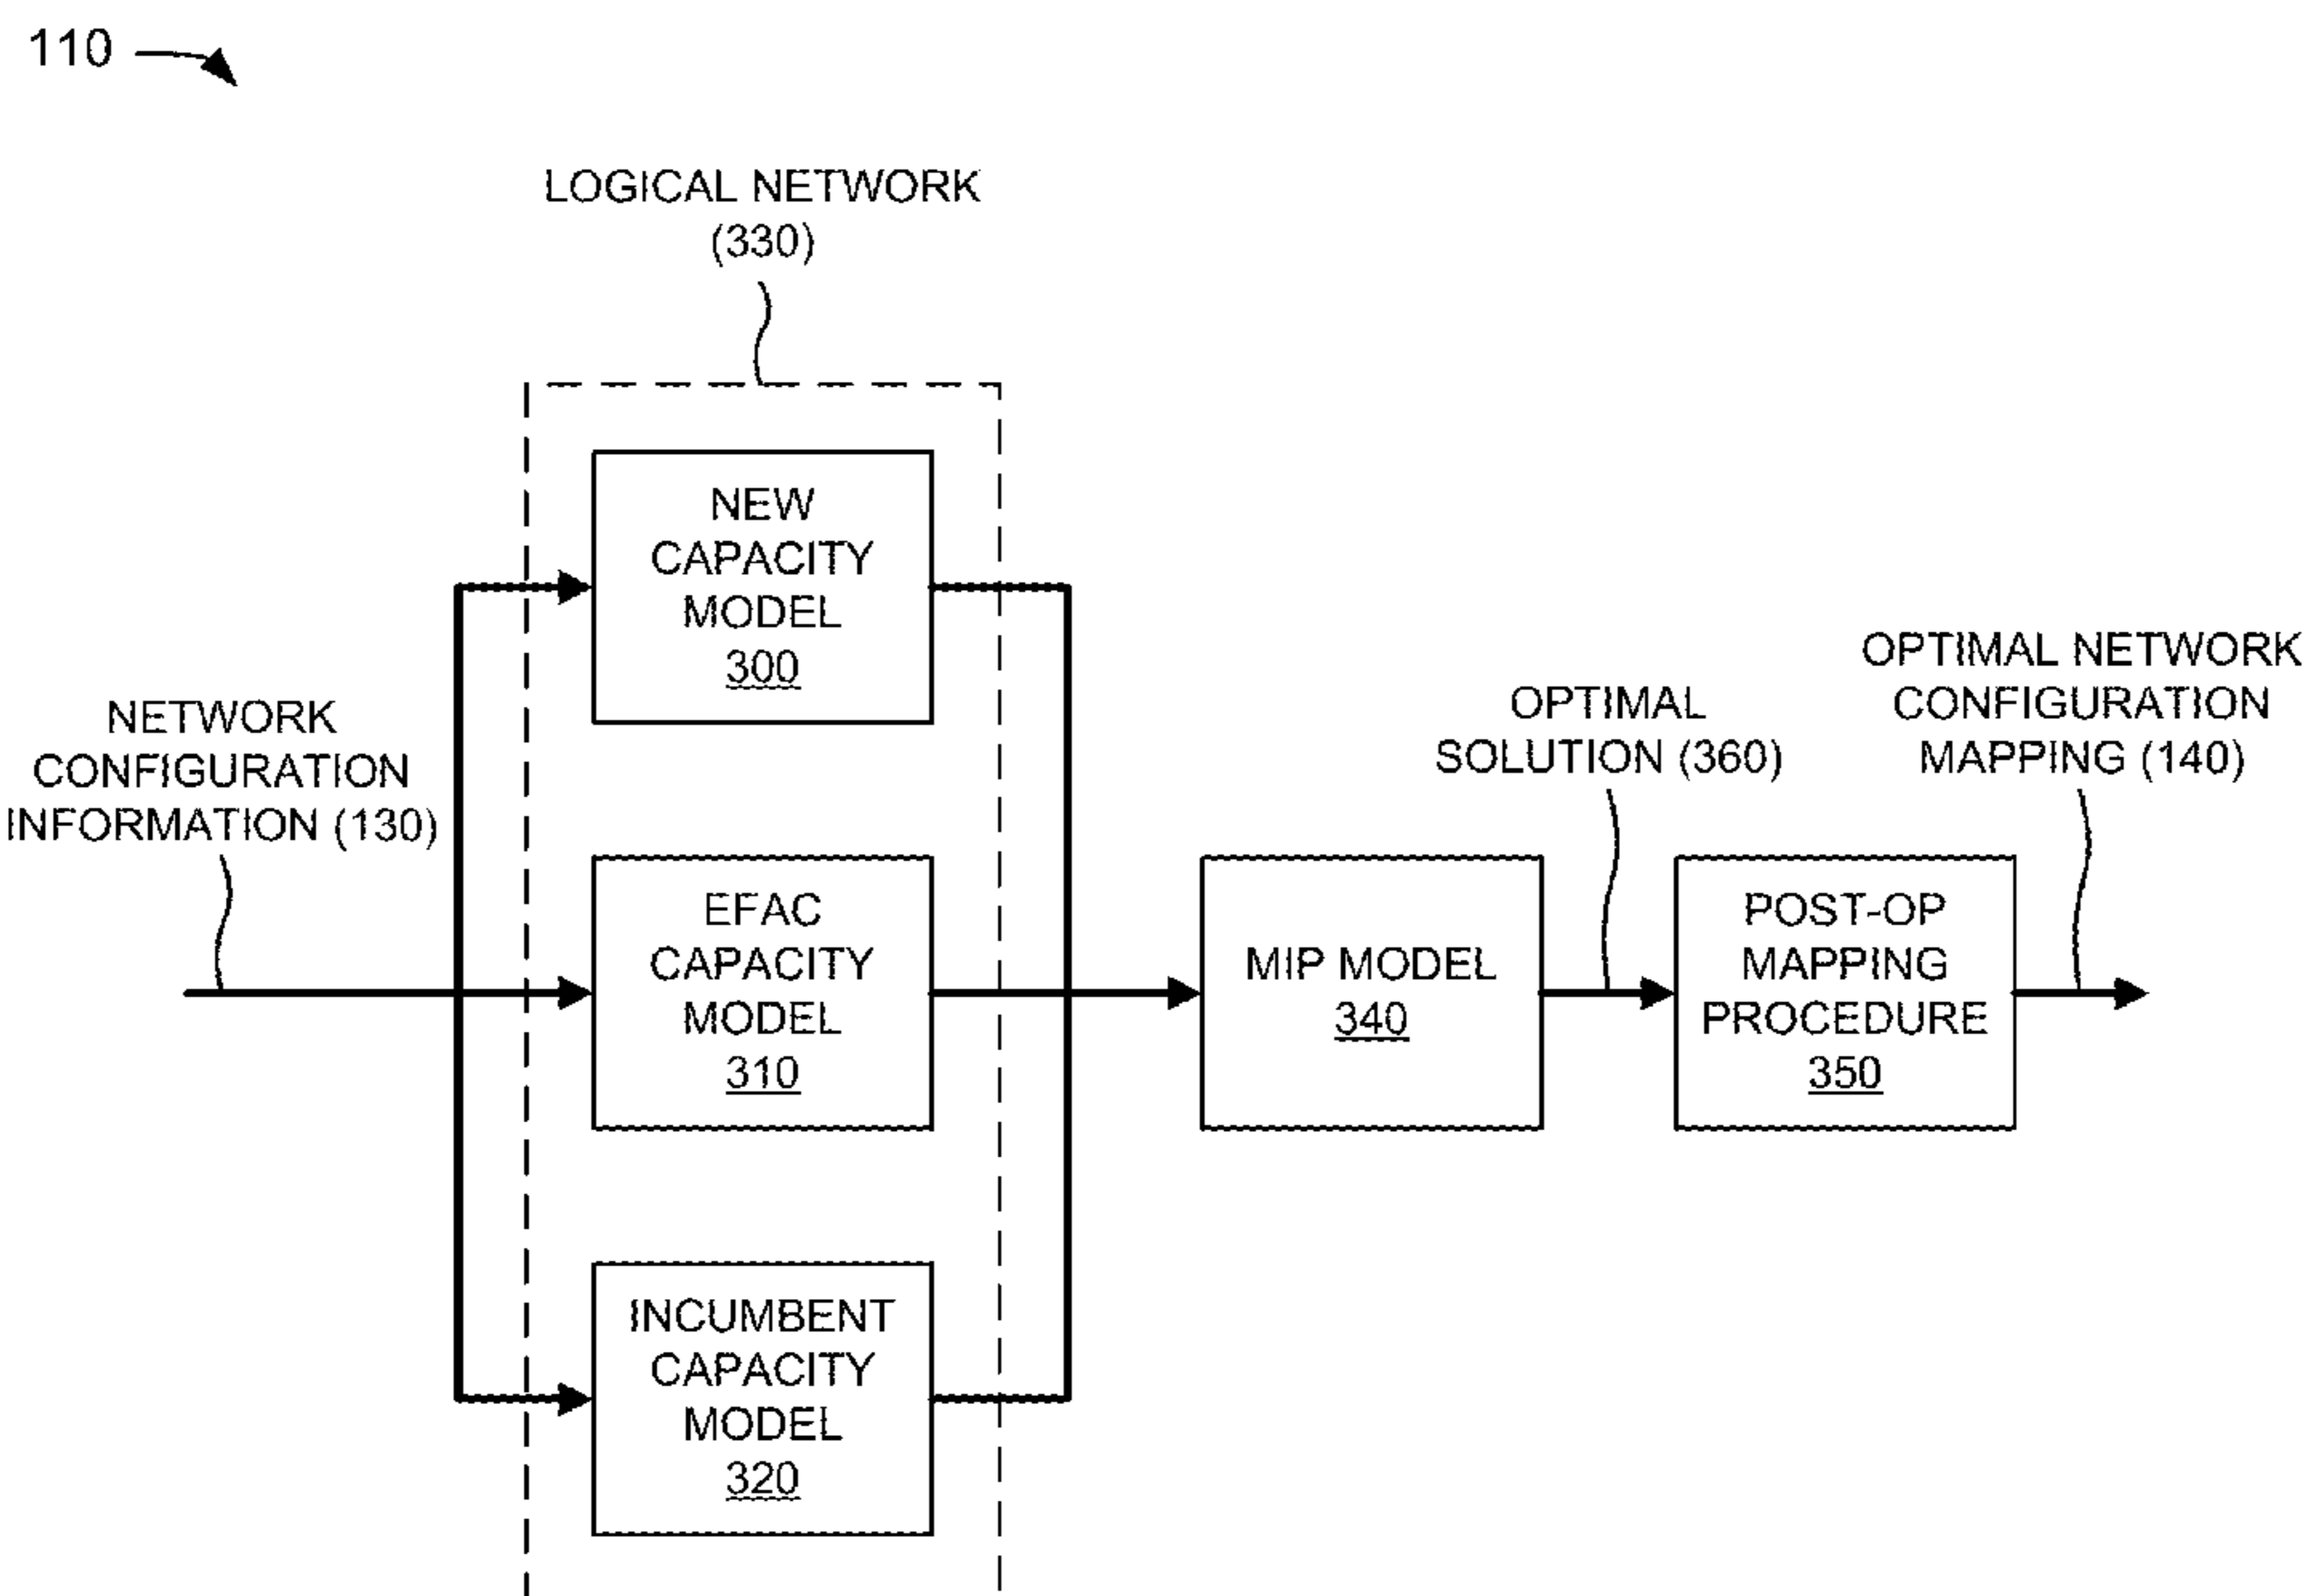 110
LOGICAL NETWORK
(330)
NEW
CAPACITY
MODEL
300
NETWORK
CONFIGURATION
INFORMATION (130)
EFAC
CAPACITY
MODEL
310
INCUMBENT
CAPACITY
MODEL
320
MIP MODEL
340
OPTIMAL
SOLUTION (360)
POST-OP
MAPPING
PROCEDURE
350
OPTIMAL NETWORK
CONFIGURATION
MAPPING (140)